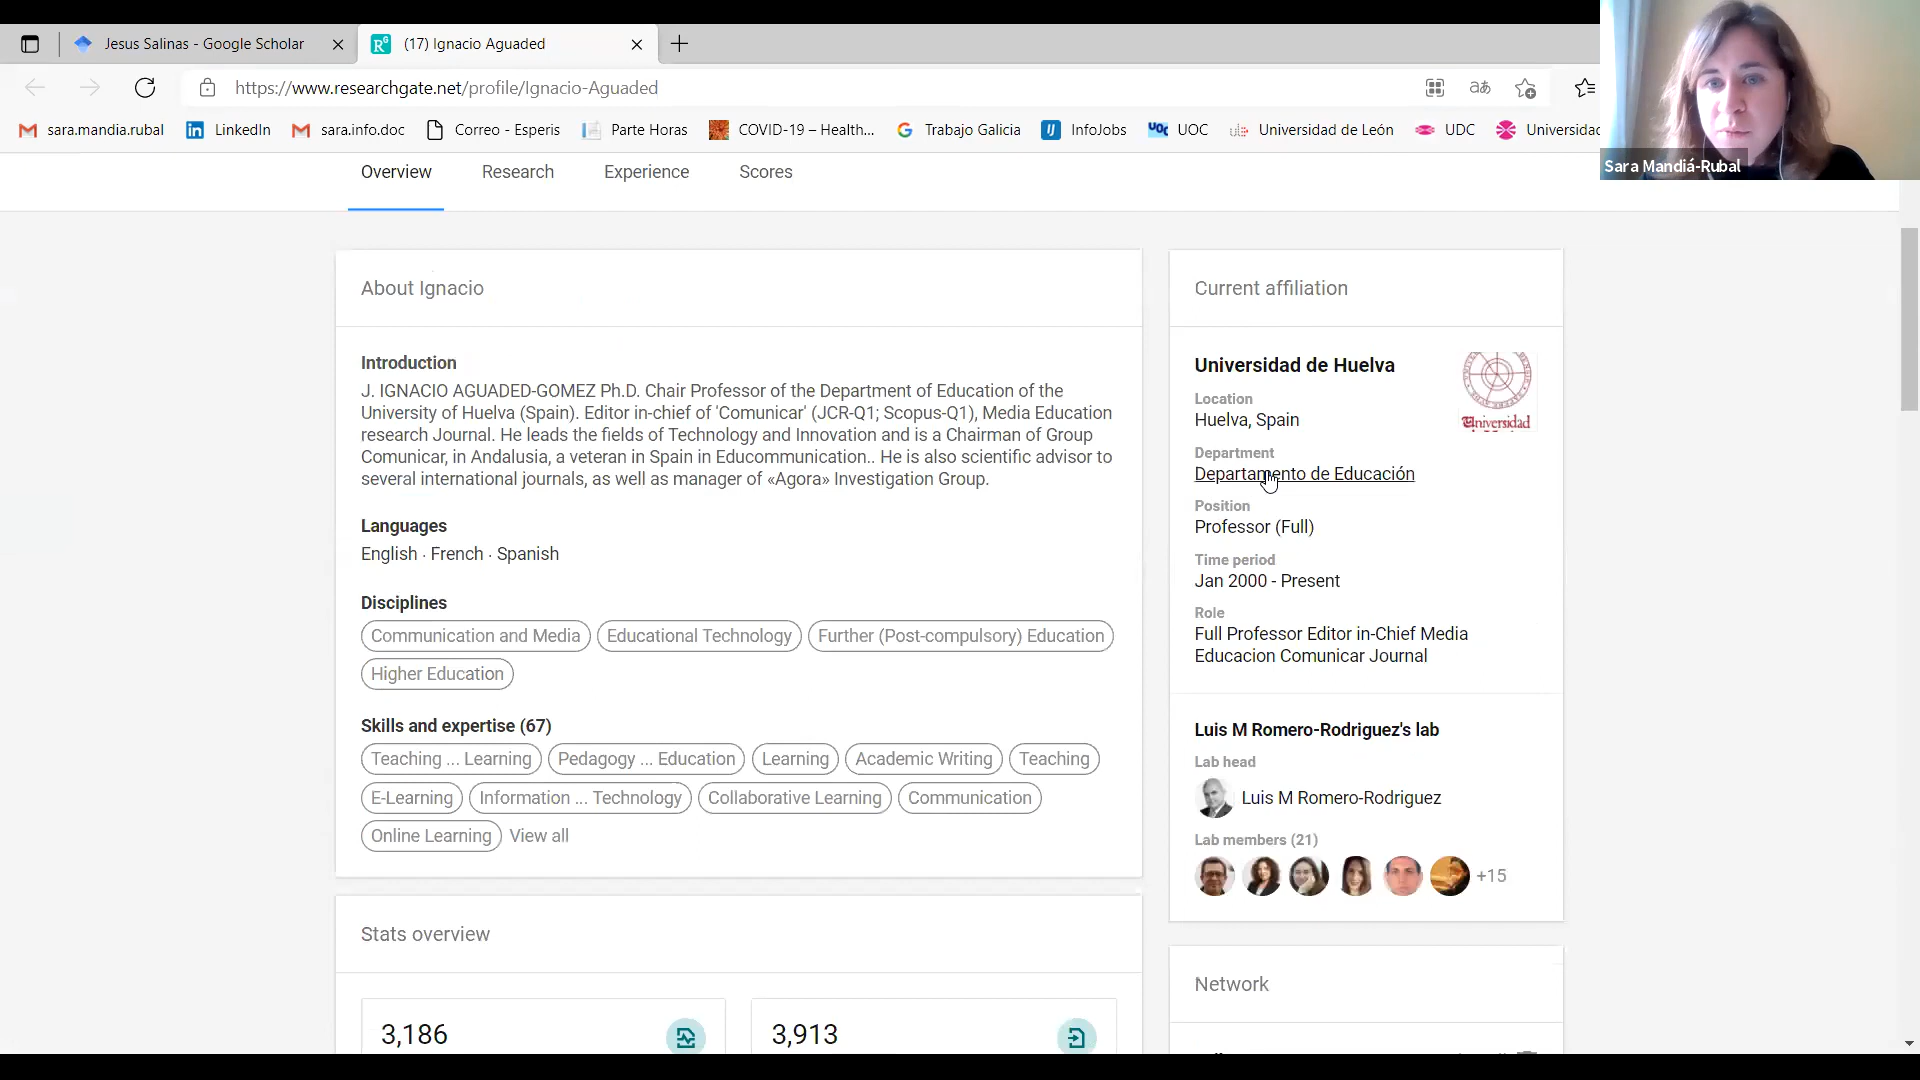 Jesus Salinas - Google Scholar
(17) Ignacio Aguaded
https://www.researchgate.net/profile/Ignacio-Aguaded
aあ
sara.mandia.rubal
LinkedIn
sara.info.doc
Correo - Esperis
Parte Horas
COVID-19 – Health...
Trabajo Galicia
InfoJobs
UOC
Universidad de León
UDC
Universidad
Sara Mandiá-Rubal
Overview
Research
Experience
Scores
About Ignacio
Introduction
J. IGNACIO AGUADED-GOMEZ Ph.D. Chair Professor of the Department of Education of the
University of Huelva (Spain). Editor in-chief of 'Comunicar' (JCR-Q1; Scopus-Q1), Media Education
research Journal. He leads the fields of Technology and Innovation and is a Chairman of Group
Comunicar, in Andalusia, a veteran in Spain in Educommunication.. He is also scientific advisor to
several international journals, as well as manager of «Agora» Investigation Group.
Languages
English · French · Spanish
Disciplines
Communication and Media
Educational Technology
Further (Post-compulsory) Education
Higher Education
Skills and expertise (67)
Teaching ... Learning
Pedagogy ... Education
Learning
Academic Writing
Teaching
E-Learning
Information ... Technology
Collaborative Learning
Communication
Online Learning
View all
Stats overview
3,186
3,913
Current affiliation
Universidad de Huelva
Universidad
Location
Huelva, Spain
Department
Departamento de Educación
Position
Professor (Full)
Time period
Jan 2000 - Present
Role
Full Professor Editor in-Chief Media
Educacion Comunicar Journal
Luis M Romero-Rodriguez's lab
Lab head
Luis M Romero-Rodriguez
Lab members (21)
+15
Network